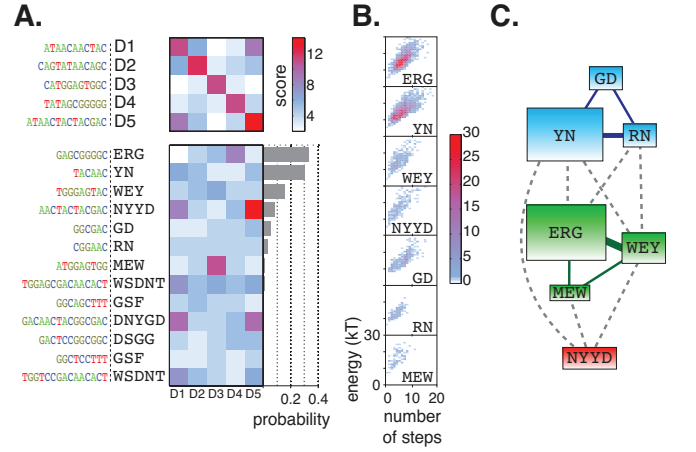 A.
ATAACAACTAC D1
CAGTATAACAGC D2
CATGGAGTGGC D3
TATAGCGGGGG D4
ATAACTACTACGAC D5
score
12
8
4
GAGCGGGGC ERG
TACAAC YN
TGGGAGTAC WEY
AACTACTACGAC NYYD
GGCGAC GD
CGGAAC RN
ATGGAGTGG MEW
TGGAGCGACAACACT WSDNT
GGCAGCTTT GSF
GACAACTACGGCGAC DNYGD
GACTCCGGCGGC DSGG
GGCTCCTTT GSF
TGGTCCGACAACACT WSDNT
D1 D2 D3 D4 D5
0.2 0.4
probability
B.
ERG
YN
WEY
NYYD
GD
RN
MEW
30
0
energy (kT)
0 10 20
number
of steps
30
25
20
15
10
5
0
C.
GD
YN
RN
ERG
WEY
MEW
NYYD